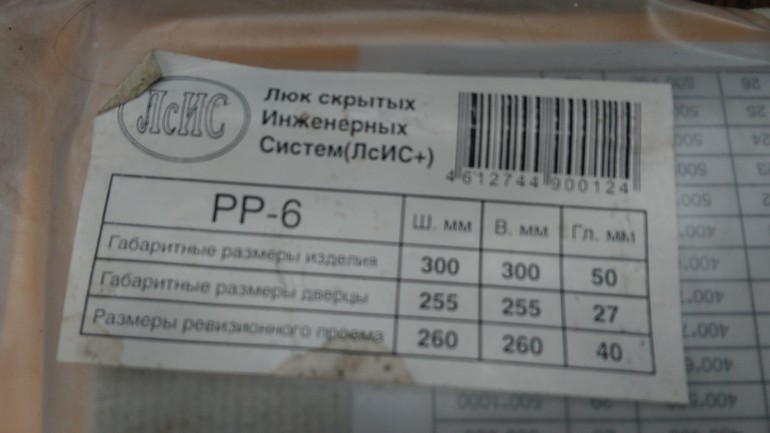 ЛсИС
Люк скрытых
Инженерных
Систем(ЛсИС+)
4 612744 900124
РР-6 Ш. мм В. мм Гл. мм
Габаритные размеры изделия 300 300 50
Габаритные размеры дверцы 255 255 27
Размеры ревизионного проема 260 260 40